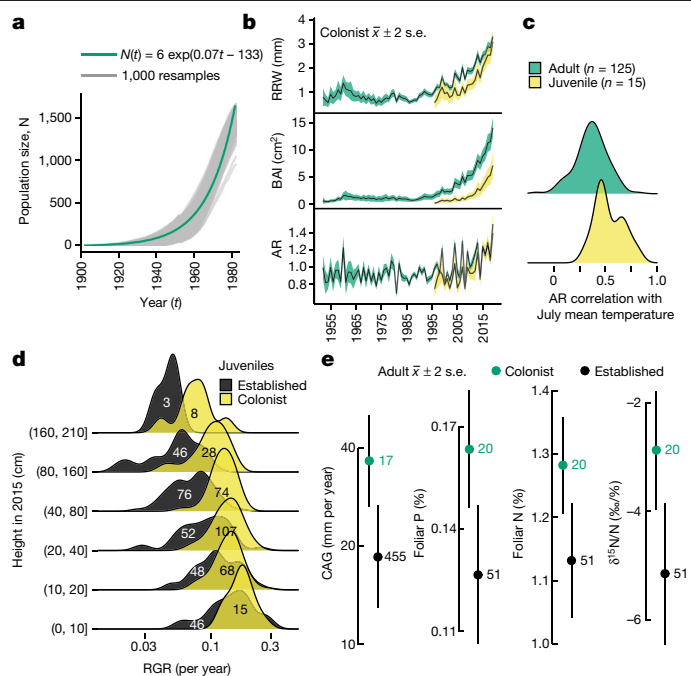 a
N(t) = 6 exp(0.07t − 133)
1,000 resamples
Population size, N
1,500
1,000
500
0
1900
1920
1940
1960
1980
Year (t)
b
Colonist x̅ ± 2 s.e.
RRW (mm)
4
3
2
1
BAI (cm²)
15
10
5
0
AR
1.4
1.2
1.0
0.8
1955
1965
1975
1985
1995
2005
2015
c
Adult (n = 125)
Juvenile (n = 15)
0
0.5
1.0
AR correlation with
July mean temperature
d
Juveniles
Established
Colonist
Height in 2015 (cm)
(160, 210]
(80, 160]
(40, 80]
(20, 40]
(10, 20]
(0, 10]
3
8
46
28
76
74
52
107
48
68
46
15
0.03
0.1
0.3
RGR (per year)
e
Adult x̅ ± 2 s.e.
Colonist
Established
CAG (mm per year)
40
20
10
17
455
Foliar P (%)
0.17
0.14
0.11
20
51
Foliar N (%)
1.4
1.3
1.2
1.1
1.0
20
51
δ¹⁵N/N (‰/%)
−2
−4
−6
20
51